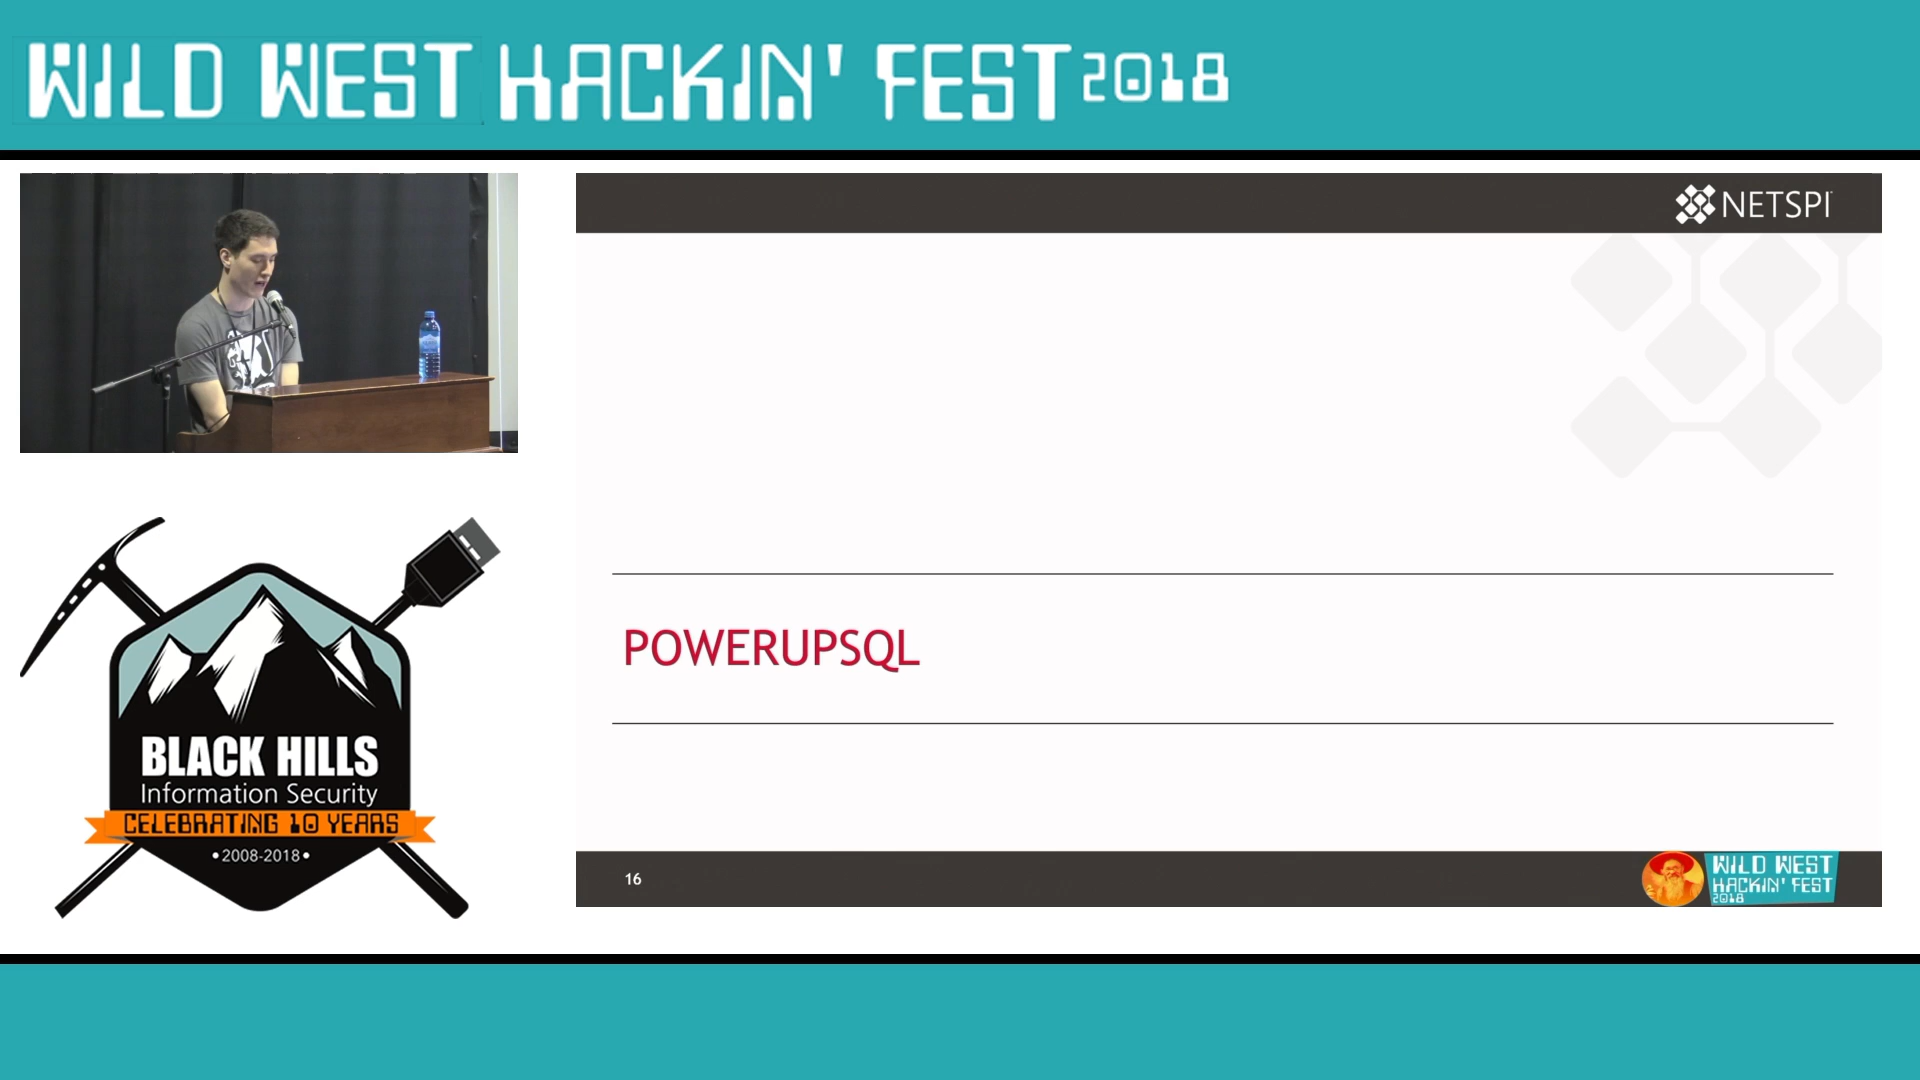 WILD WEST HACKIN' FEST 2018
NETSPI
POWERUPSQL
16
WILD WEST
HACKIN' FEST
2018
BLACK HILLS
Information Security
CELEBRATING 10 YEARS
•2008-2018•